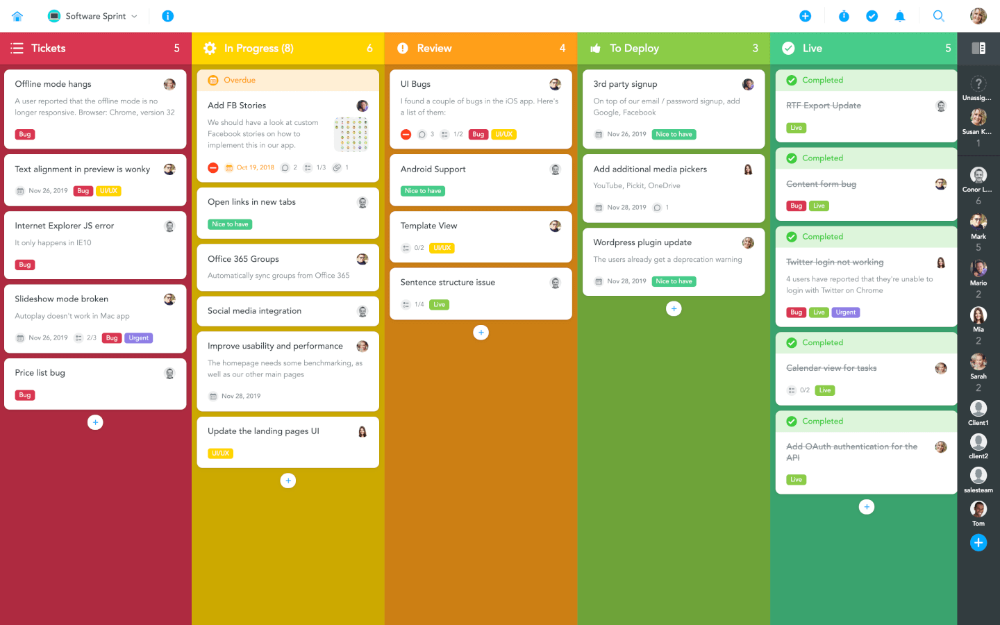 Software Sprint
Tickets 5
Offline mode hangs
A user reported that the offline mode is no
longer responsive. Browser: Chrome, version 32
Bug
Text alignment in preview is wonky
Nov 26, 2019 Bug UI/UX
Internet Explorer JS error
It only happens in IE10
Bug
Slideshow mode broken
Autoplay doesn't work in Mac app
Nov 26, 2019 2/3 Bug Urgent
Price list bug
Bug
In Progress (8) 6
Overdue
Add FB Stories
We should have a look at custom
Facebook stories on how to
implement this in our app.
Oct 19, 2018 2 1/3 1
Open links in new tabs
Nice to have
Office 365 Groups
Automatically sync groups from Office 365
Social media integration
Improve usability and performance
The homepage needs some benchmarking, as
well as our other main pages
Nov 28, 2019
Update the landing pages UI
UI/UX
Review 4
UI Bugs
I found a couple of bugs in the iOS app. Here's
a list of them:
3 1/2 Bug UI/UX
Android Support
Nice to have
Template View
0/2 UI/UX
Sentence structure issue
1/4 Live
To Deploy 3
3rd party signup
On top of our email / password signup, add
Google, Facebook
Nov 26, 2019 Nice to have
Add additional media pickers
YouTube, Pickit, OneDrive
Nov 28, 2019 1
Wordpress plugin update
The users already get a deprecation warning
Nov 28, 2019 Nice to have
Live 5
Completed
RTF Export Update
Live
Completed
Content form bug
Bug Live
Completed
Twitter login not working
4 users have reported that they're unable to
login with Twitter on Chrome
Bug Live Urgent
Completed
Calendar view for tasks
0/2 Live
Completed
Add OAuth authentication for the
API
Live
?
Unassig...
Susan K...
1
Conor L...
6
Mark
5
Mario
2
Mia
2
Sarah
2
Client1
client2
salesteam
Tom